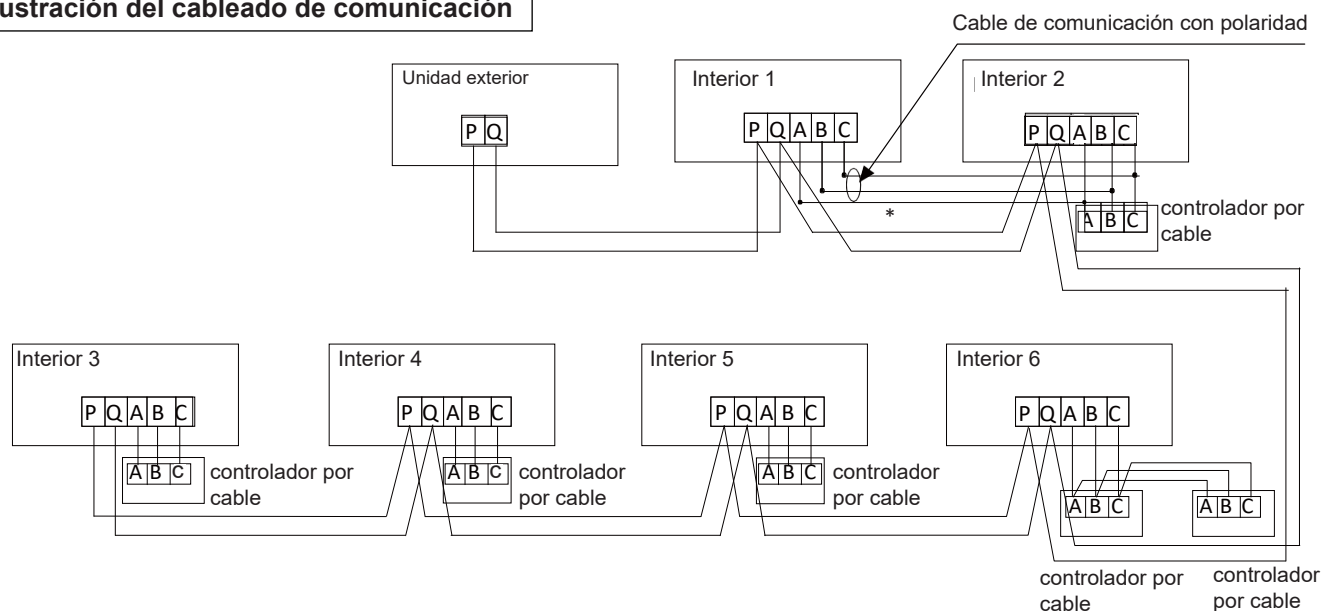 ustración del cableado de comunicación
Cable de comunicación con polaridad
Unidad exterior
Interior 1
Interior 2
P Q
P Q A B C
P Q A B C
*
A B C
controlador por
cable
Interior 3
Interior 4
Interior 5
Interior 6
P Q A B C
P Q A B C
P Q A B C
P Q A B C
A B C
controlador por
cable
A B C
controlador
por cable
A B C
controlador
por cable
A B C
A B C
controlador por
cable
controlador
por cable